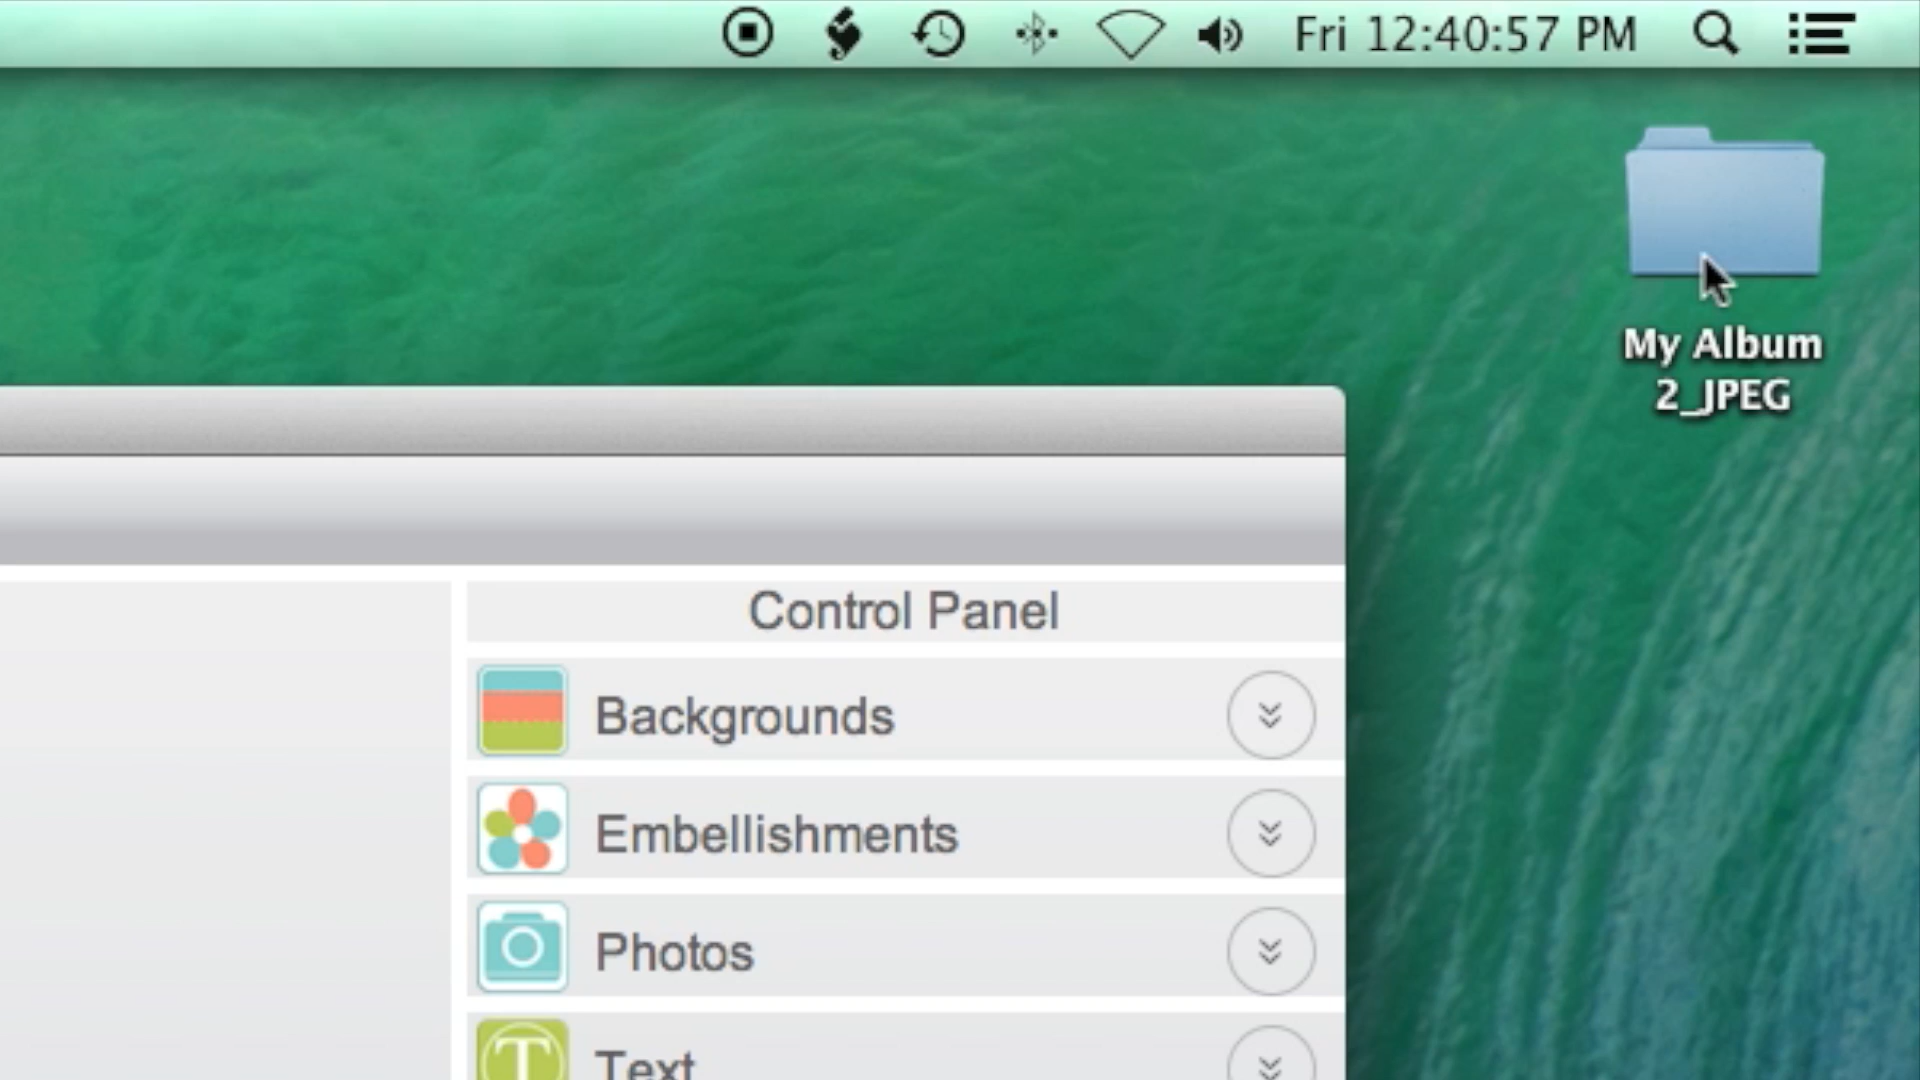 Fri 12:40:57 PM
My Album
2_JPEG
Control Panel
Backgrounds
Embellishments
Photos
Text